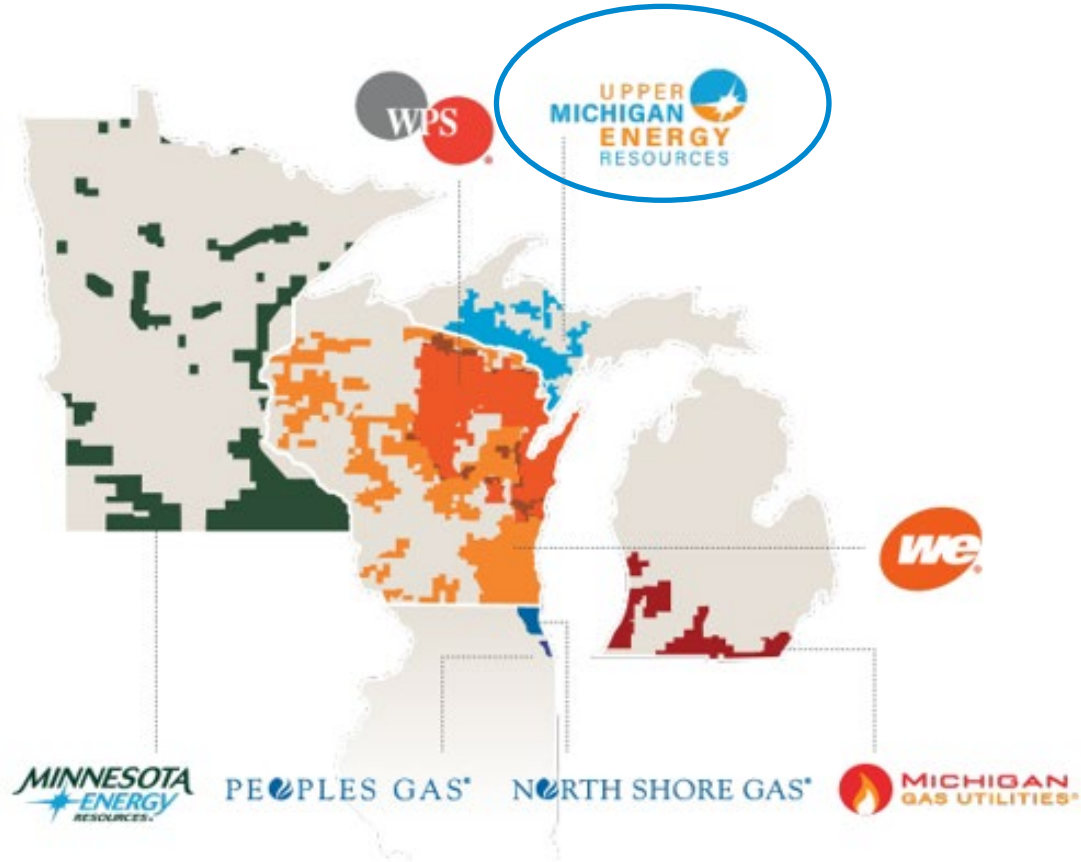 WPS®
UPPER
MICHIGAN
ENERGY
RESOURCES
we®
MINNESOTA
ENERGY
RESOURCES
PEOPLES GAS®
NORTH SHORE GAS®
MICHIGAN
GAS UTILITIES®